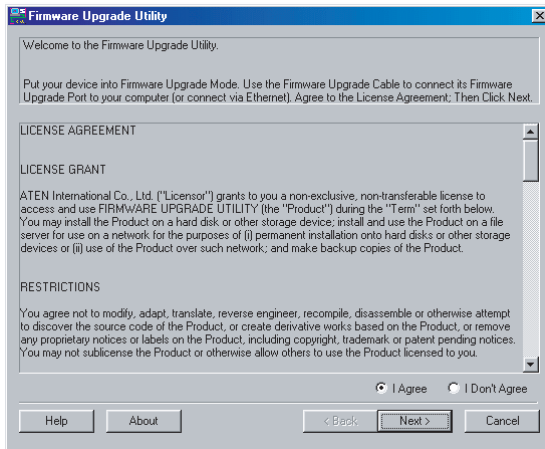 Firmware Upgrade Utility
Welcome to the Firmware Upgrade Utility.
Put your device into Firmware Upgrade Mode. Use the Firmware Upgrade Cable to connect its Firmware
Upgrade Port to your computer (or connect via Ethernet). Agree to the License Agreement; Then Click Next.
LICENSE AGREEMENT
LICENSE GRANT
ATEN International Co., Ltd. ("Licensor") grants to you a non-exclusive, non-transferable license to
access and use FIRMWARE UPGRADE UTILITY (the "Product") during the "Term" set forth below.
You may install the Product on a hard disk or other storage device; install and use the Product on a file
server for use on a network for the purposes of (i) permanent installation onto hard disks or other storage
devices or (ii) use of the Product over such network; and make backup copies of the Product.
RESTRICTIONS
You agree not to modify, adapt, translate, reverse engineer, recompile, disassemble or otherwise attempt
to discover the source code of the Product, or create derivative works based on the Product, or remove
any proprietary notices or labels on the Product, including copyright, trademark or patent pending notices.
You may not sublicense the Product or otherwise allow others to use the Product licensed to you.
I Agree I Don't Agree
Help About < Back Next > Cancel